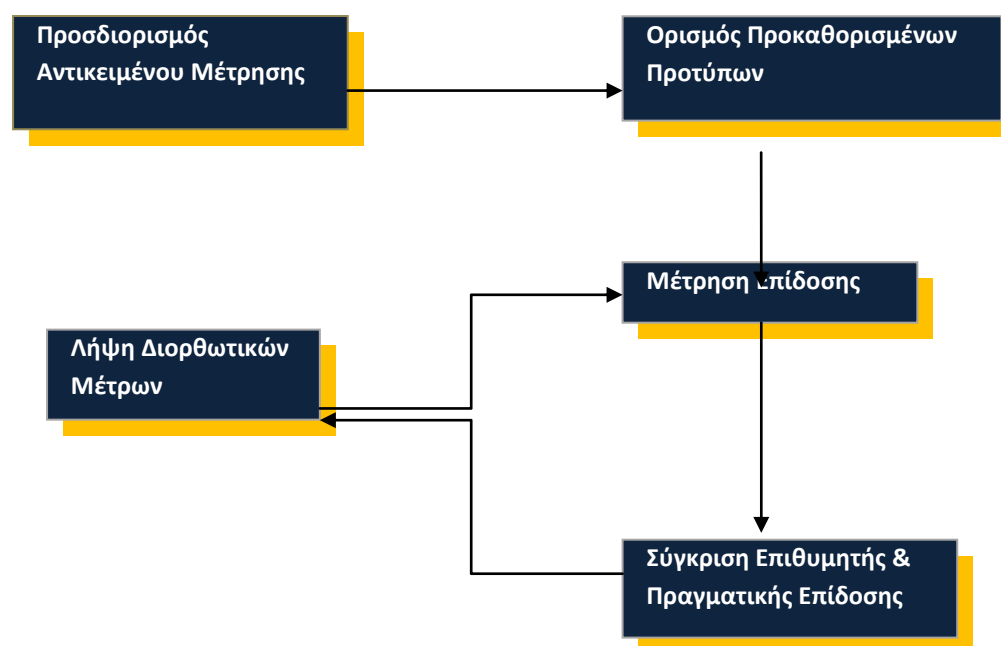 Προσδιορισμός
Αντικειμένου Μέτρησης
Ορισμός Προκαθορισμένων
Προτύπων
Μέτρηση Επίδοσης
Λήψη Διορθωτικών
Μέτρων
Σύγκριση Επιθυμητής &
Πραγματικής Επίδοσης